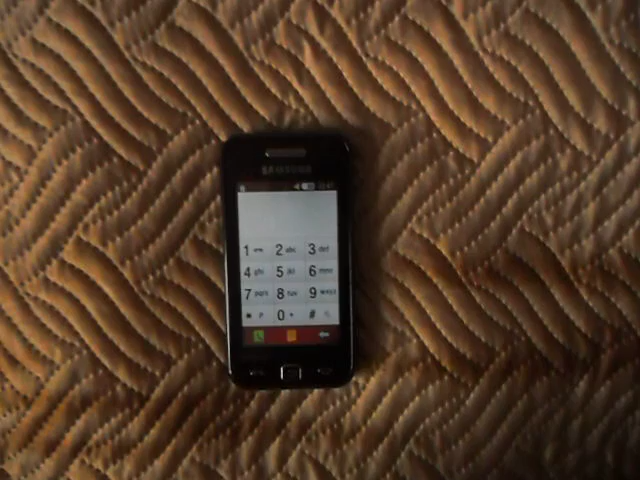 SAMSUNG
1 2 abc 3 def
4 ghi 5 jkl 6 mno
7 pqrs 8 tuv 9 wxyz
* P 0 + #